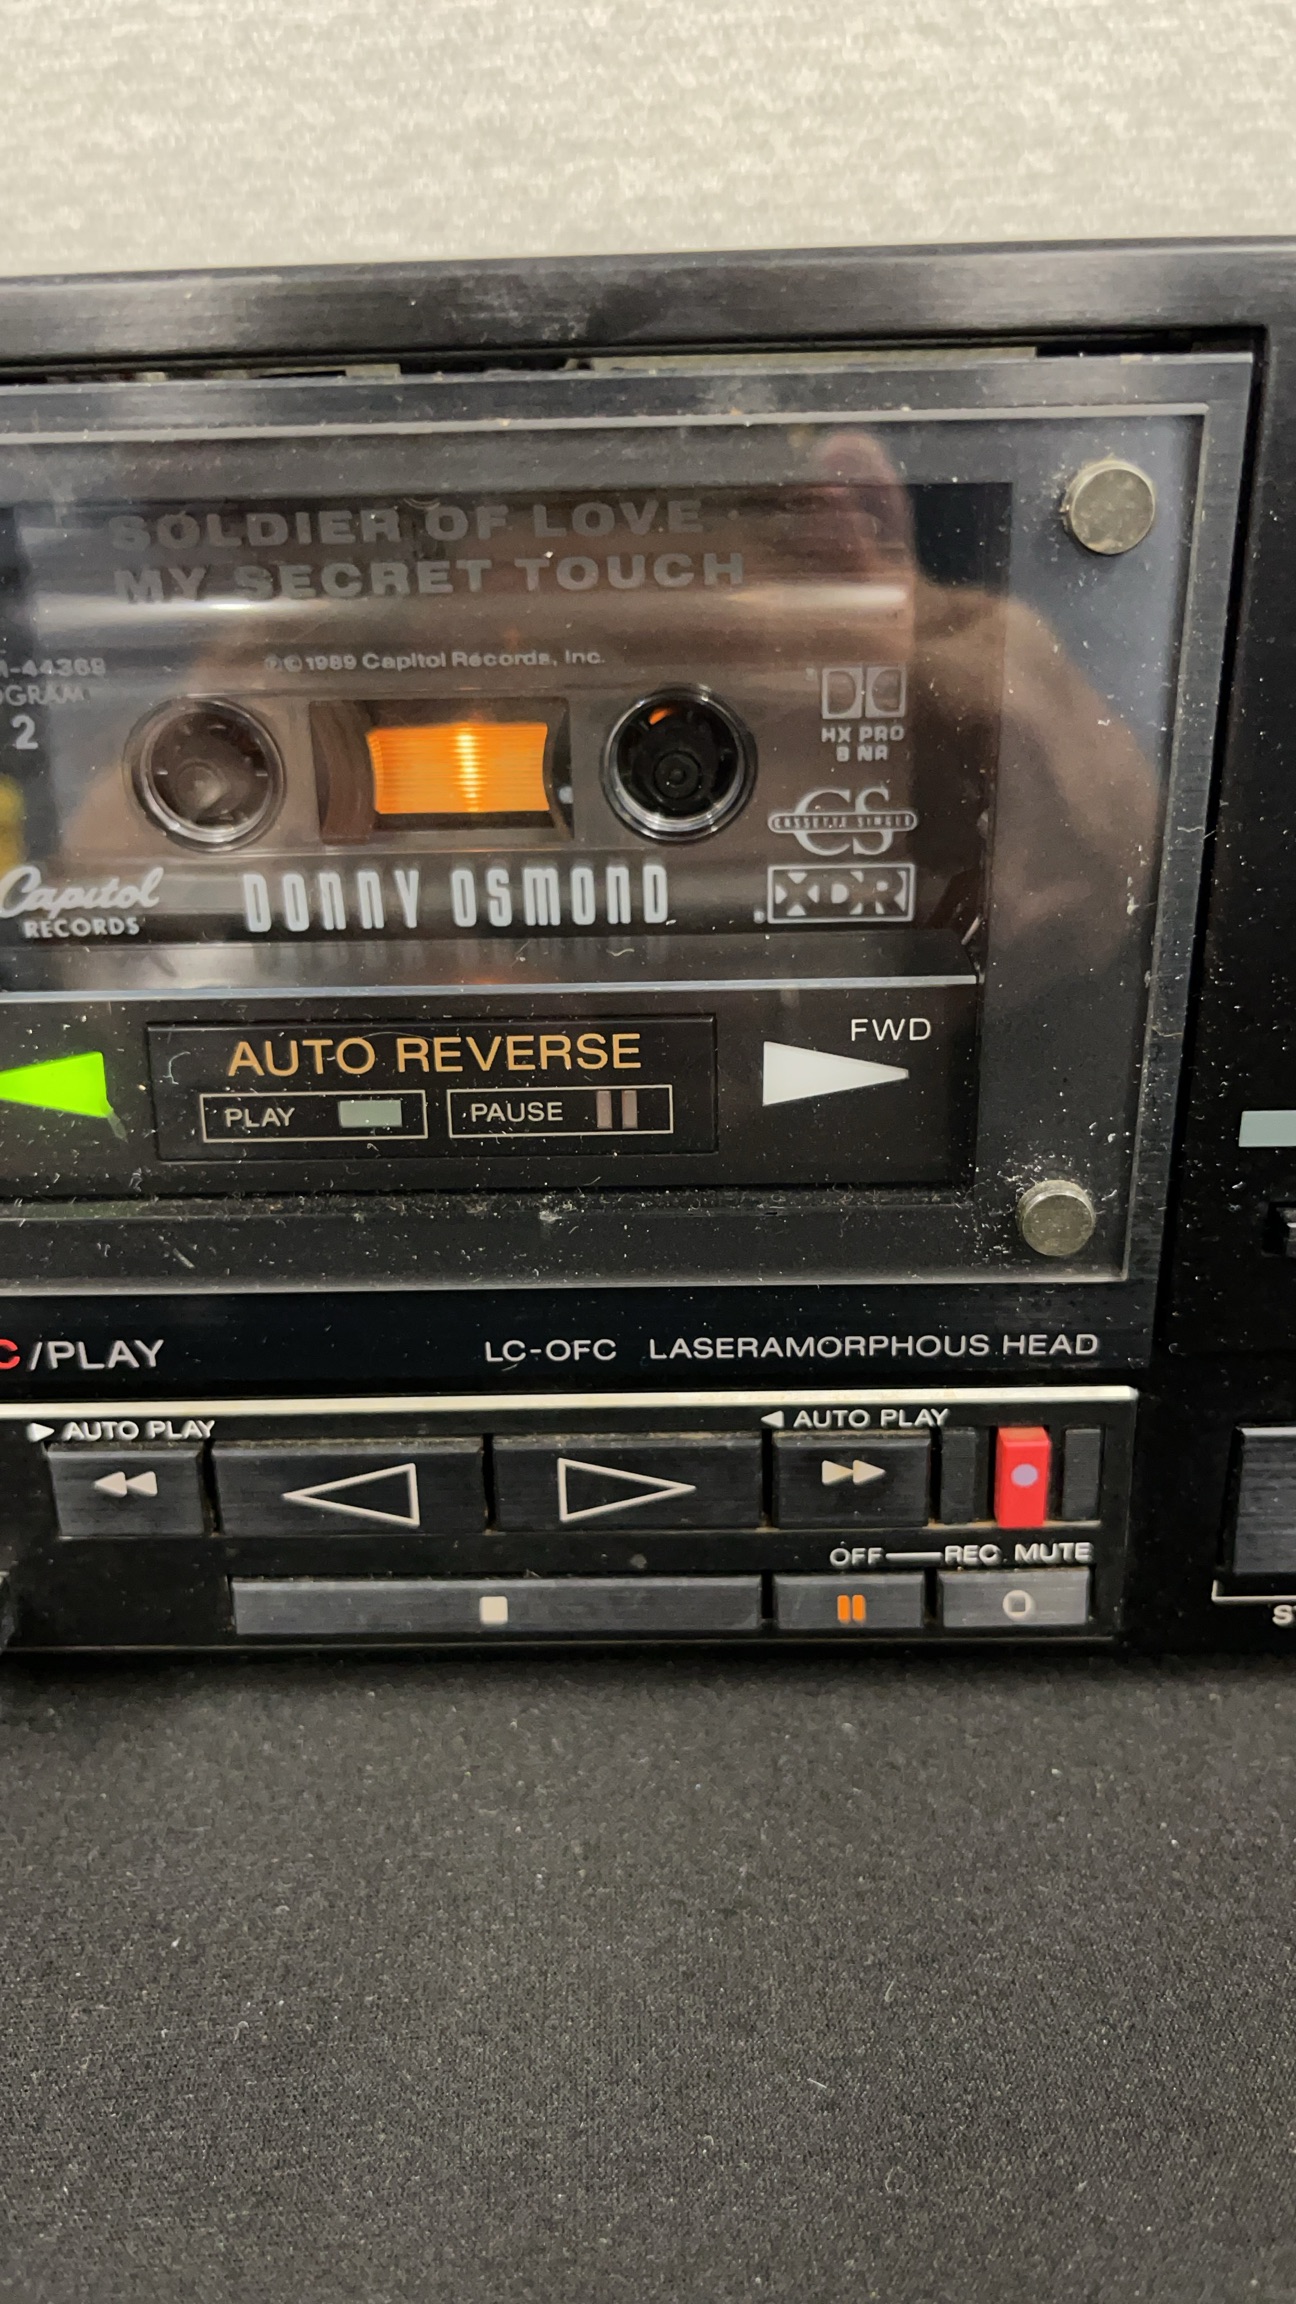 SOLDIER OF LOVE
MY SECRET TOUCH
-44369
℗©1989 Capitol Records, Inc.
2
HX PRO
B NR
CS
CASSETTE SINGLE
Capitol
RECORDS
DONNY OSMOND
XDR
FWD
AUTO REVERSE
PLAY
PAUSE
C/PLAY
LC-OFC LASERAMORPHOUS HEAD
AUTO PLAY
AUTO PLAY
OFF
REC MUTE